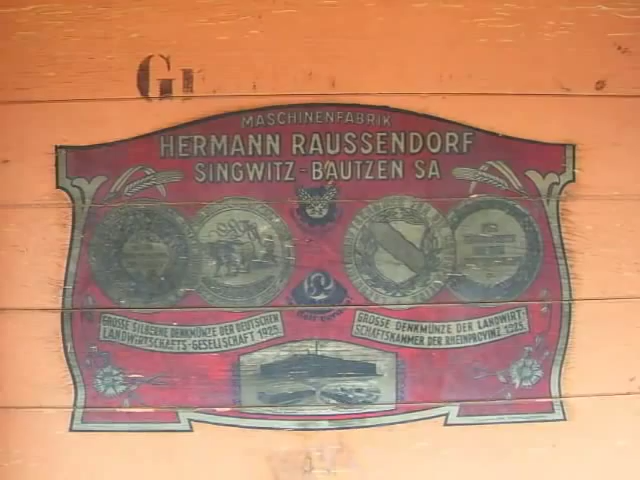 GI
MASCHINENFABRIK
HERMANN RAUSSENDORF
SINGWITZ-BAUTZEN SA
GROSSE SILBERNE DENKMÜNZE DER DEUTSCHEN
LANDWIRTSCHAFTS-GESELLSCHAFT 1925.
GROSSE DENKMÜNZE DER LANDWIRT-
SCHAFTSKAMMER DER RHEINPROVINZ 1925.